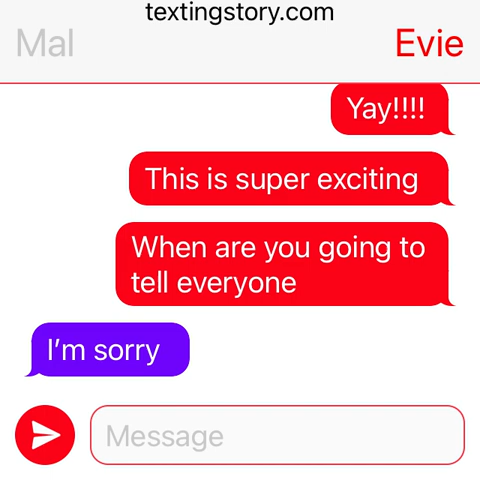 textingstory.com
Mal
Evie
Yay!!!!
This is super exciting
When are you going to
tell everyone
I'm sorry
Message